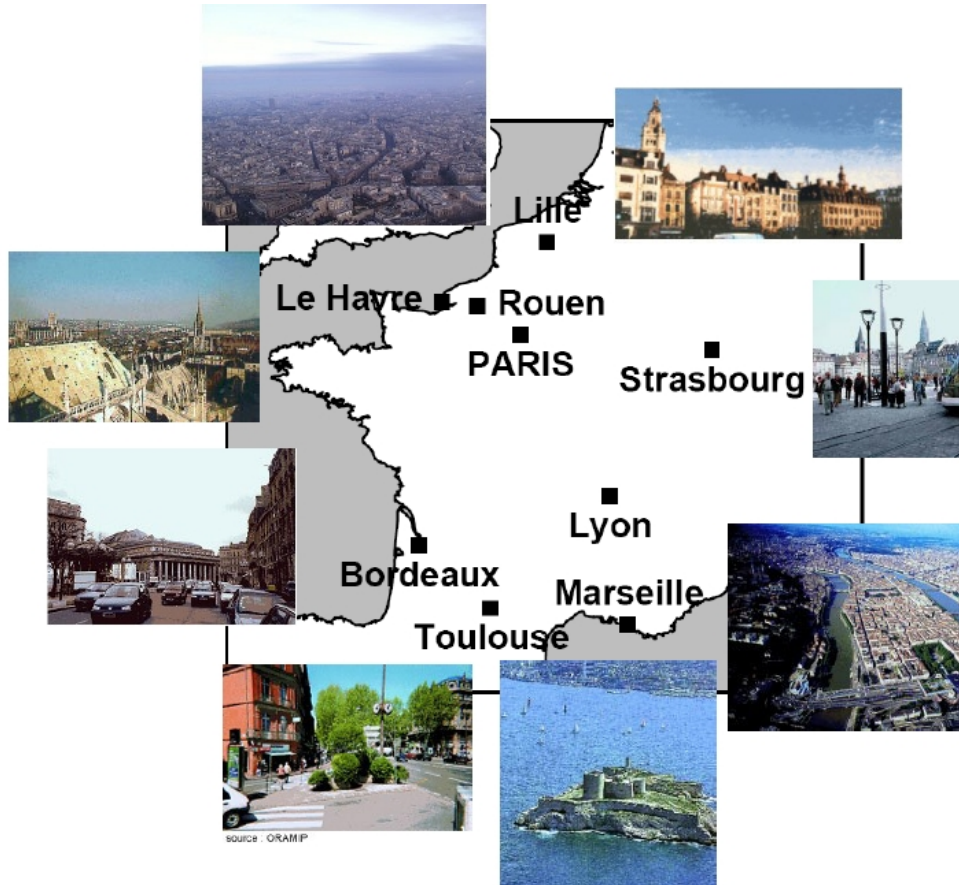 Lille
Le Havre
Rouen
PARIS
Strasbourg
Lyon
Bordeaux
Marseille
Toulouse
source : ORAMIP